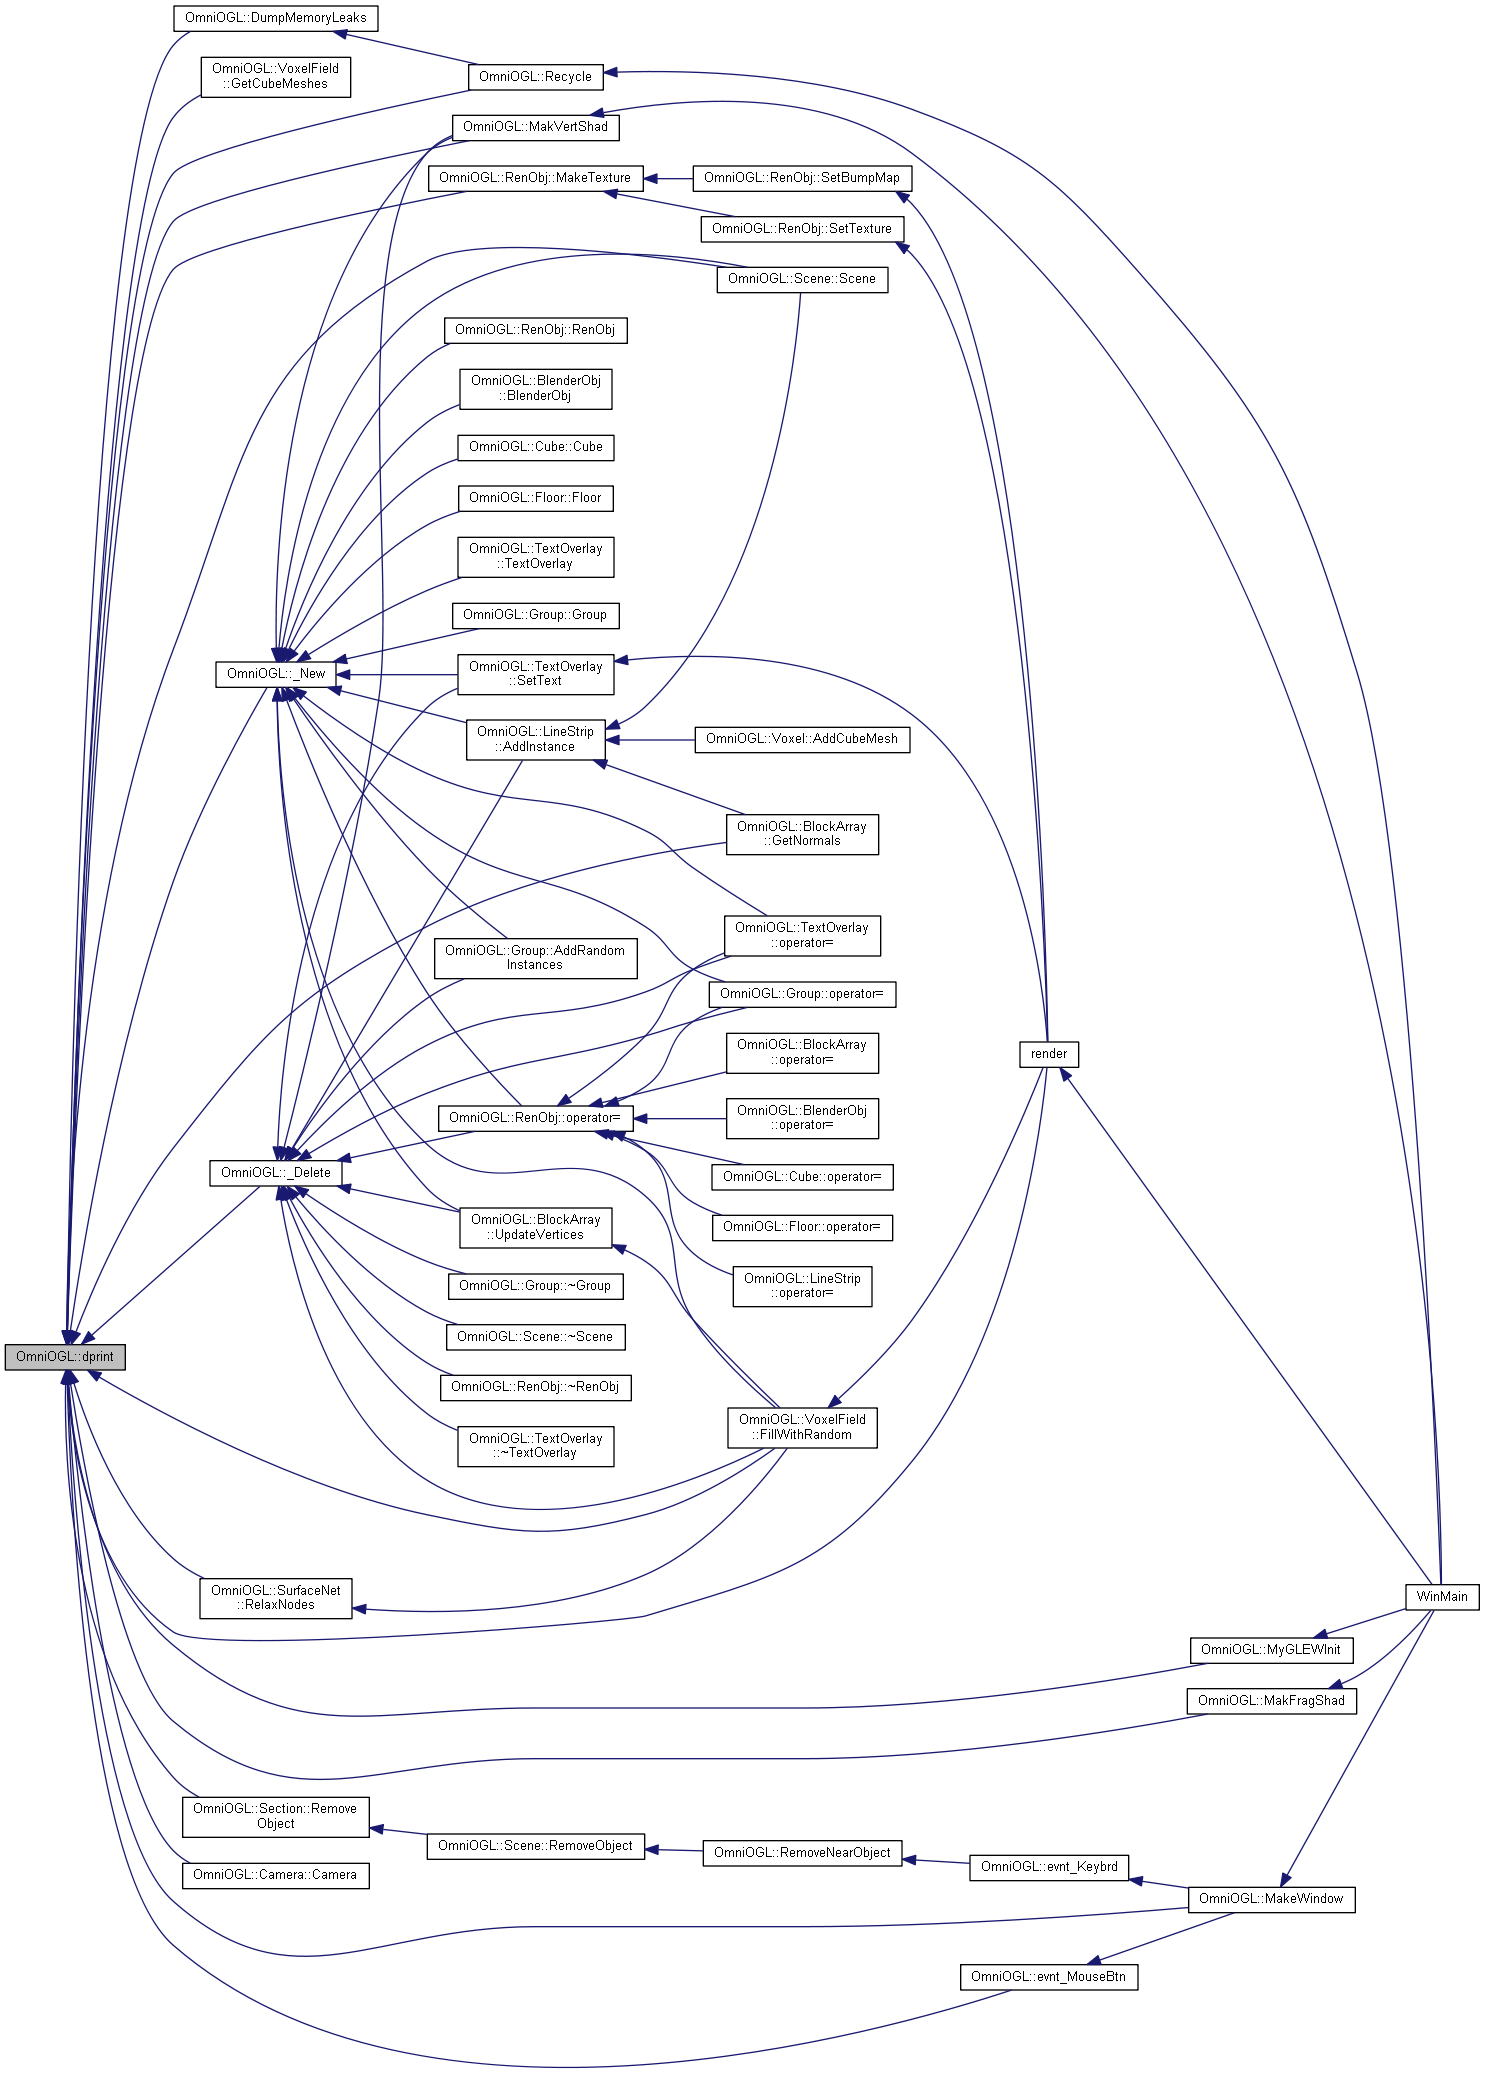 OmniOGL::DumpMemoryLeaks
OmniOGL::VoxelField
::GetCubeMeshes
OmniOGL::Recycle
OmniOGL::MakVertShad
OmniOGL::RenObj::MakeTexture
OmniOGL::RenObj::SetBumpMap
OmniOGL::RenObj::SetTexture
OmniOGL::Scene::Scene
OmniOGL::RenObj::RenObj
OmniOGL::BlenderObj
::BlenderObj
OmniOGL::Cube::Cube
OmniOGL::Floor::Floor
OmniOGL::TextOverlay
::TextOverlay
OmniOGL::Group::Group
OmniOGL::_New
OmniOGL::TextOverlay
::SetText
OmniOGL::LineStrip
::AddInstance
OmniOGL::Voxel::AddCubeMesh
OmniOGL::BlockArray
::GetNormals
OmniOGL::TextOverlay
::operator=
OmniOGL::Group::AddRandom
Instances
OmniOGL::Group::operator=
OmniOGL::BlockArray
::operator=
render
OmniOGL::RenObj::operator=
OmniOGL::BlenderObj
::operator=
OmniOGL::_Delete
OmniOGL::Cube::operator=
OmniOGL::BlockArray
::UpdateVertices
OmniOGL::Floor::operator=
OmniOGL::Group::~Group
OmniOGL::LineStrip
::operator=
OmniOGL::Scene::~Scene
OmniOGL::dprint
OmniOGL::RenObj::~RenObj
OmniOGL::VoxelField
::FillWithRandom
OmniOGL::TextOverlay
::~TextOverlay
OmniOGL::SurfaceNet
::RelaxNodes
WinMain
OmniOGL::MyGLEWInit
OmniOGL::MakFragShad
OmniOGL::Section::Remove
Object
OmniOGL::Scene::RemoveObject
OmniOGL::RemoveNearObject
OmniOGL::evnt_Keybrd
OmniOGL::Camera::Camera
OmniOGL::MakeWindow
OmniOGL::evnt_MouseBtn